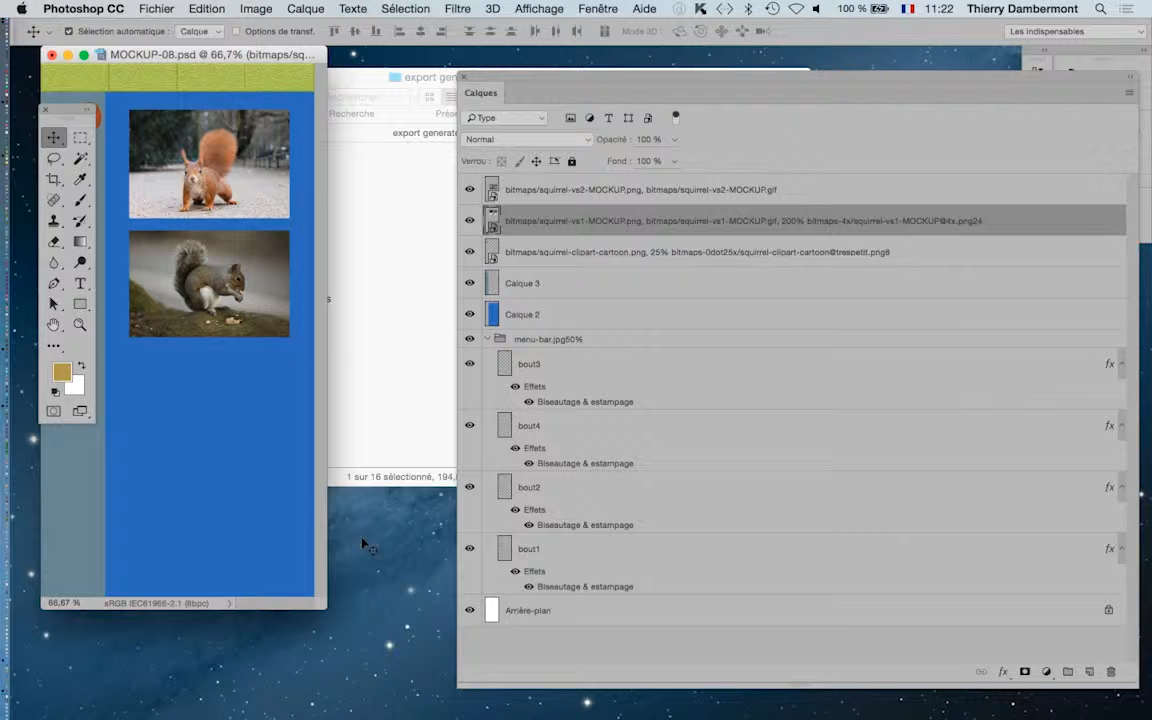 Photoshop CC Fichier Edition Image Calque Texte Sélection Filtre 3D Affichage Fenêtre Aide 100 % 11:22 Thierry Dambermont
Sélection automatique : Calque Options de transf. Mode 3D : Les indispensables
MOCKUP-08.psd @ 66,7% (bitmaps/sq...
export gen
Calques
Type
Normal Opacité : 100 %
Verrou : Fond : 100 %
export generate
bitmaps/squirrel-vs2-MOCKUP.png, bitmaps/squirrel-vs2-MOCKUP.gif
bitmaps/squirrel-vs1-MOCKUP.png, bitmaps/squirrel-vs1-MOCKUP.gif, 200% bitmaps-4x/squirrel-vs1-MOCKUP@4x.png24
bitmaps/squirrel-clipart-cartoon.png, 25% bitmaps-0dot25x/squirrel-clipart-cartoon@trespetit.png8
Calque 3
Calque 2
menu-bar.jpg50%
bout3 fx
Effets
Biseautage & estampage
bout4 fx
Effets
Biseautage & estampage
1 sur 16 sélectionné, 194,
bout2 fx
Effets
Biseautage & estampage
bout1 fx
Effets
Biseautage & estampage
66,67 % sRGB IEC61966-2.1 (8bpc)
Arrière-plan
fx